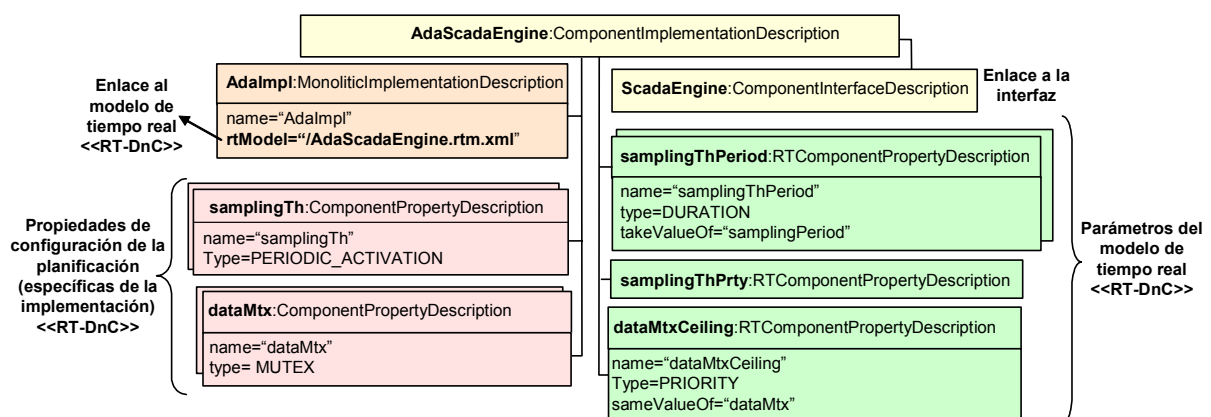 AdaScadaEngine:ComponentImplementationDescription
Enlace al
modelo de
tiempo real
<<RT-DnC>>
AdaImpl:MonoliticImplementationDescription
name=“AdaImpl”
rtModel=“/AdaScadaEngine.rtm.xml”
ScadaEngine:ComponentInterfaceDescription
Enlace a la
interfaz
Propiedades de
configuración de la
planificación
(específicas de la
implementación)
<<RT-DnC>>
samplingTh:ComponentPropertyDescription
name=“samplingTh”
Type=PERIODIC_ACTIVATION
dataMtx:ComponentPropertyDescription
name=“dataMtx”
type= MUTEX
samplingThPeriod:RTComponentPropertyDescription
name=“samplingThPeriod”
type=DURATION
takeValueOf=“samplingPeriod”
samplingThPrty:RTComponentPropertyDescription
dataMtxCeiling:RTComponentPropertyDescription
name=“dataMtxCeiling”
Type=PRIORITY
sameValueOf=“dataMtx”
Parámetros del
modelo de
tiempo real
<<RT-DnC>>